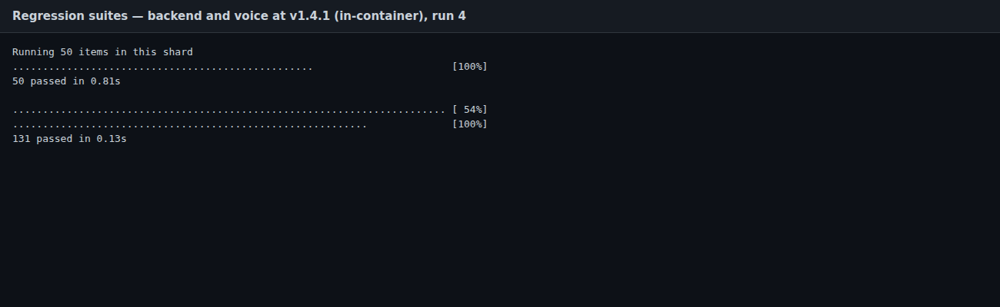 Regression suites — backend and voice at v1.4.1 (in-container), run 4
Running 50 items in this shard
.................................................. [100%]
50 passed in 0.81s
........................................................................ [ 54%]
........................................................... [100%]
131 passed in 0.13s